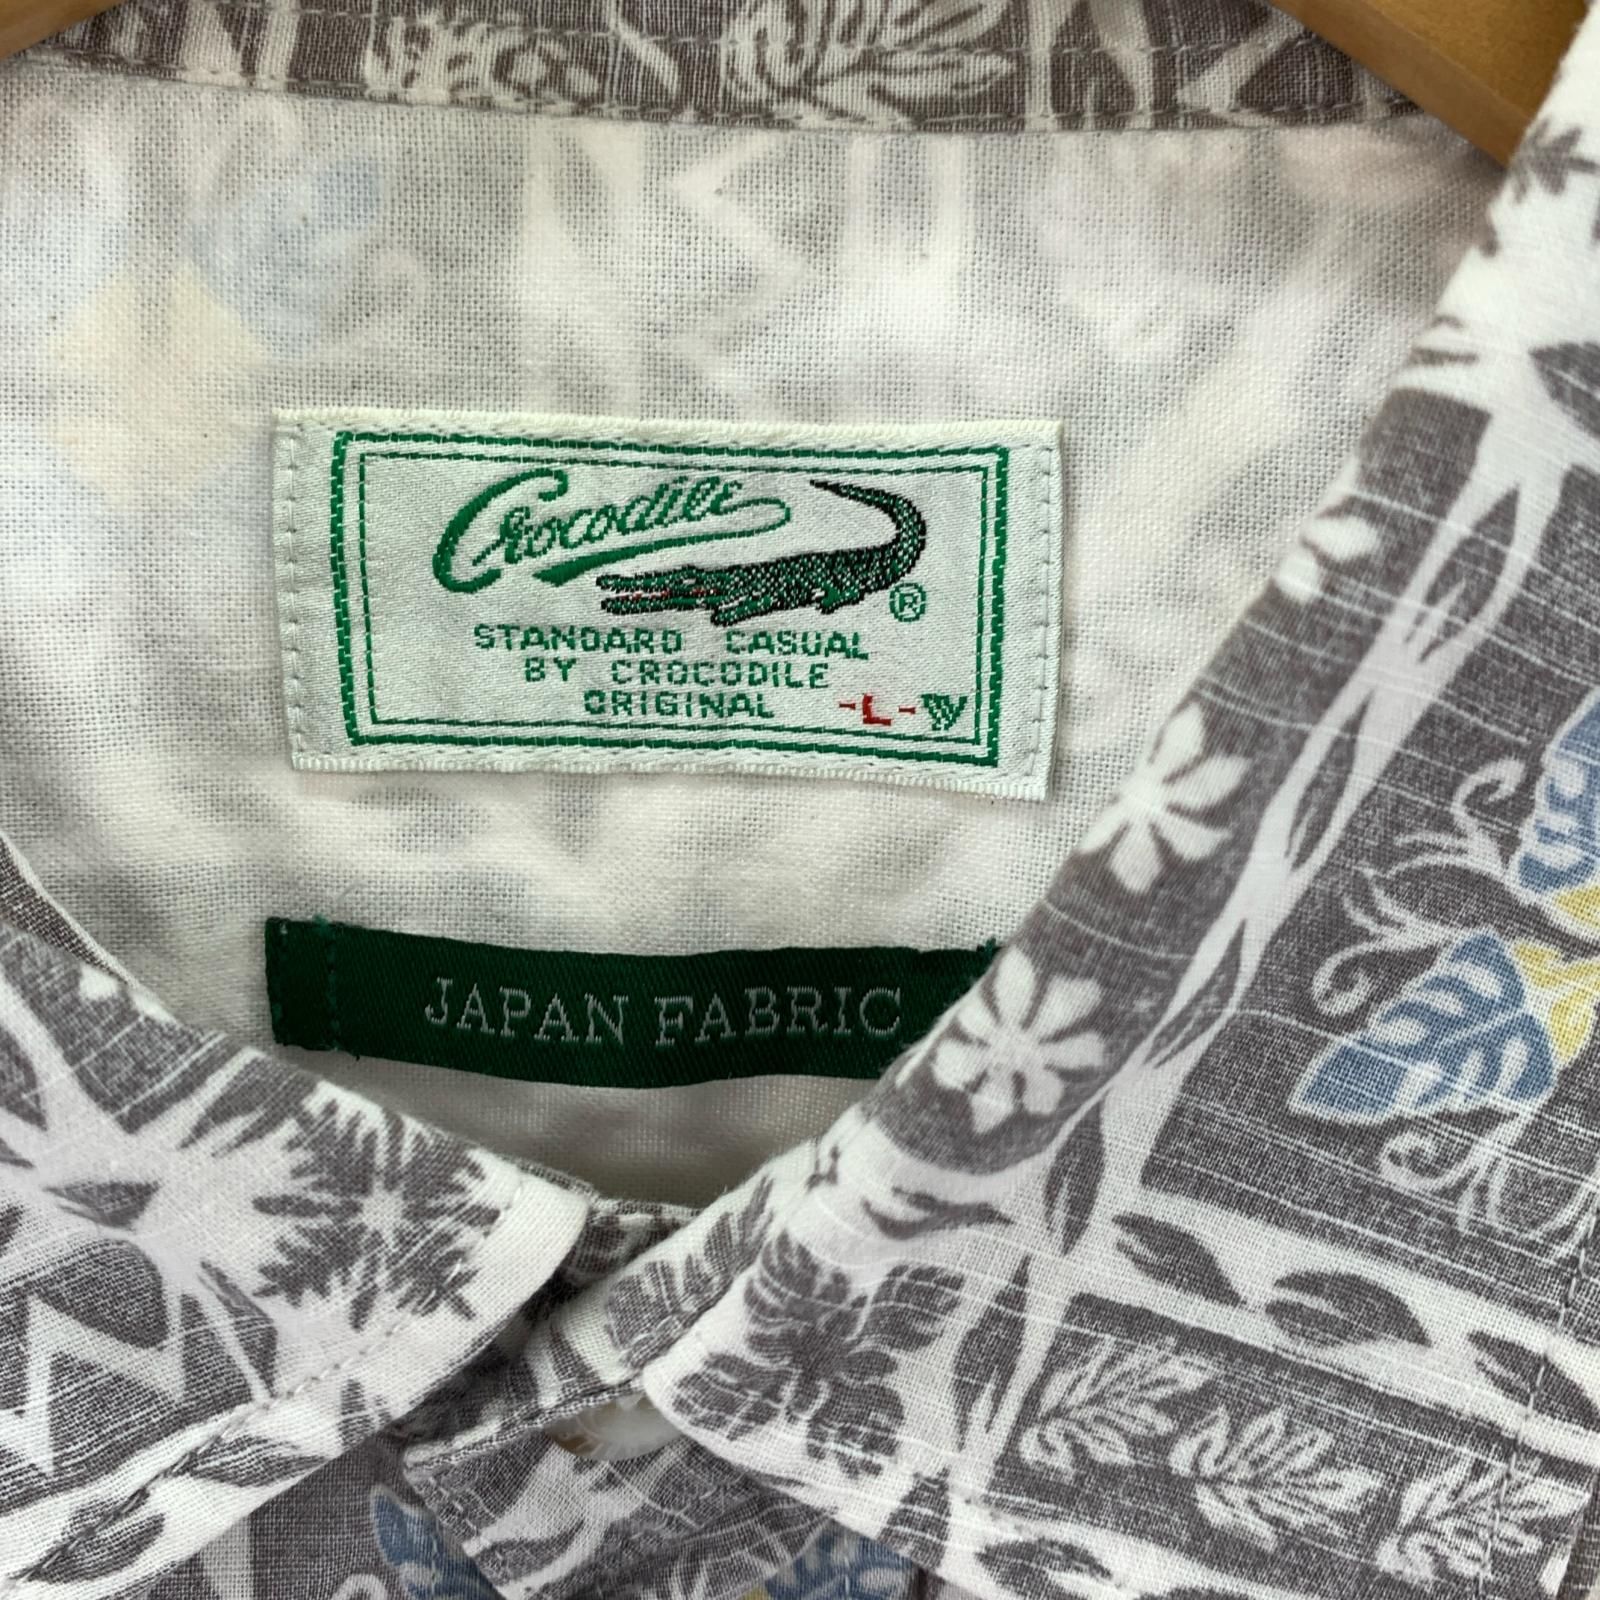 Crocodile
®
STANDARD CASUAL
BY CROCODILE
ORIGINAL -L-
JAPAN FABRIC